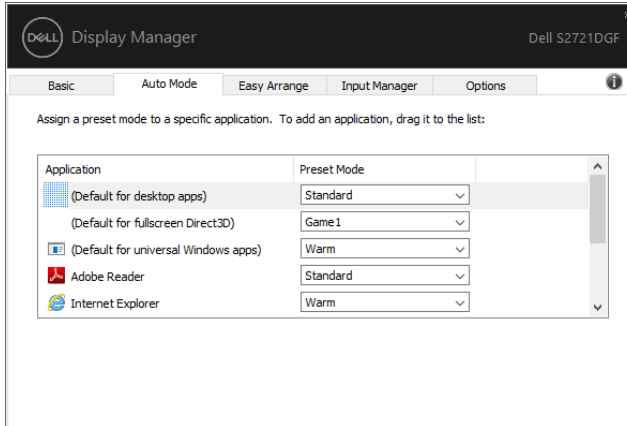 DELL Display Manager Dell S2721DGF
Basic Auto Mode Easy Arrange Input Manager Options
Assign a preset mode to a specific application. To add an application, drag it to the list:
Application Preset Mode
(Default for desktop apps) Standard
(Default for fullscreen Direct3D) Game1
(Default for universal Windows apps) Warm
Adobe Reader Standard
Internet Explorer Warm